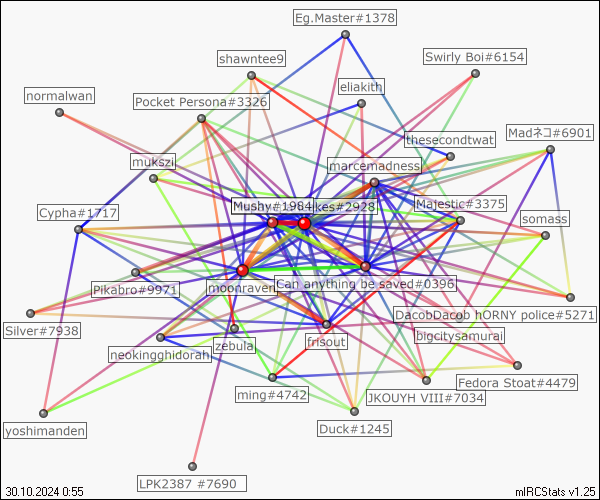 Eg.Master#1378
shawntee9
Swirly Boi#6154
eliakith
normalwan
Pocket Persona#3326
Madネコ#6901
thesecondtwat
mukszi
marcemadness
Mushy#1984
kes#2928
Majestic#3375
Cypha#1717
somass
Pikabro#9971
moonraven
Can anything be saved#0396
DacobDacob
hORNY police#5271
Silver#7938
bigcitysamurai
zebula
frisout
neokingghidorah
Fedora Stoat#4479
ming#4742
JKOUYH VIII#7034
yoshimanden
Duck#1245
LPK2387 #7690
30.10.2024 0:55
mIRCStats v1.25